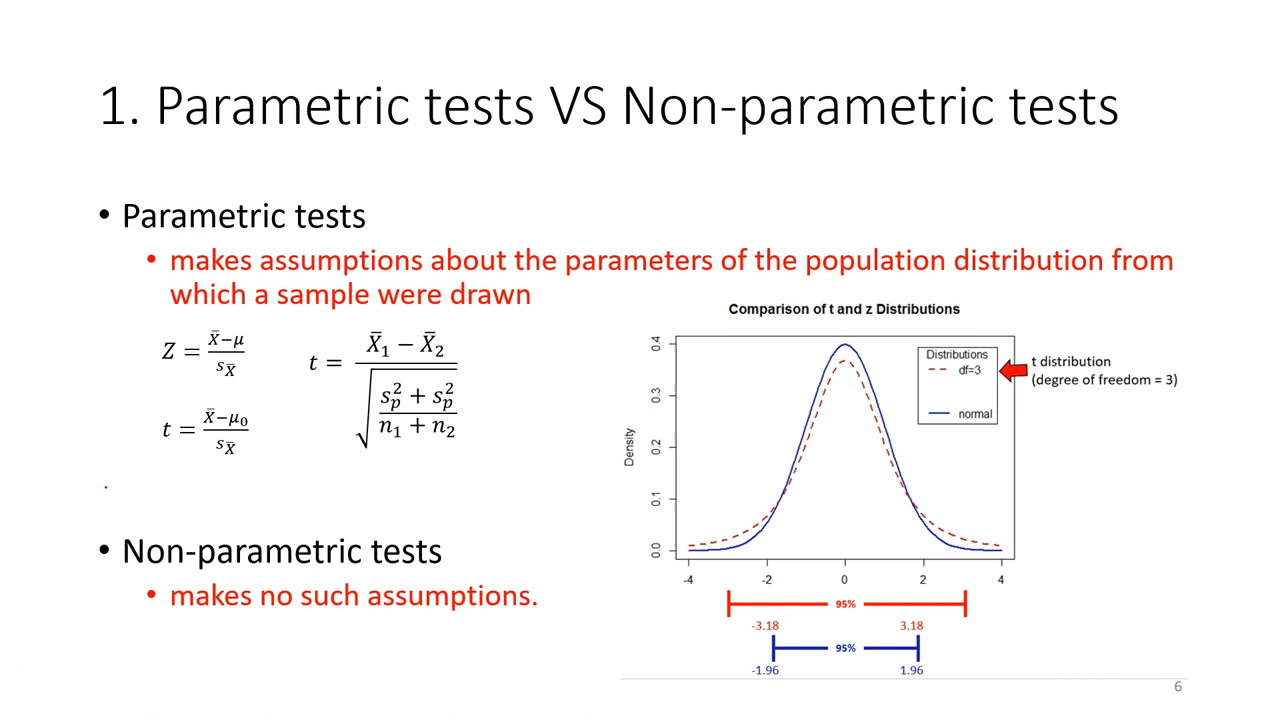 1. Parametric tests VS Non-parametric tests
• Parametric tests
• makes assumptions about the parameters of the population distribution from
which a sample were drawn
Z = (X̄−μ)/s_X̄
t = (X̄₁ − X̄₂)/√((s_p² + s_p²)/(n₁ + n₂))
t = (X̄−μ₀)/s_X̄
Comparison of t and z Distributions
Density
0.4
0.3
0.2
0.1
0.0
-4 -2 0 2 4
Distributions
df=3
normal
t distribution
(degree of freedom = 3)
95%
-3.18 3.18
95%
-1.96 1.96
• Non-parametric tests
• makes no such assumptions.
6